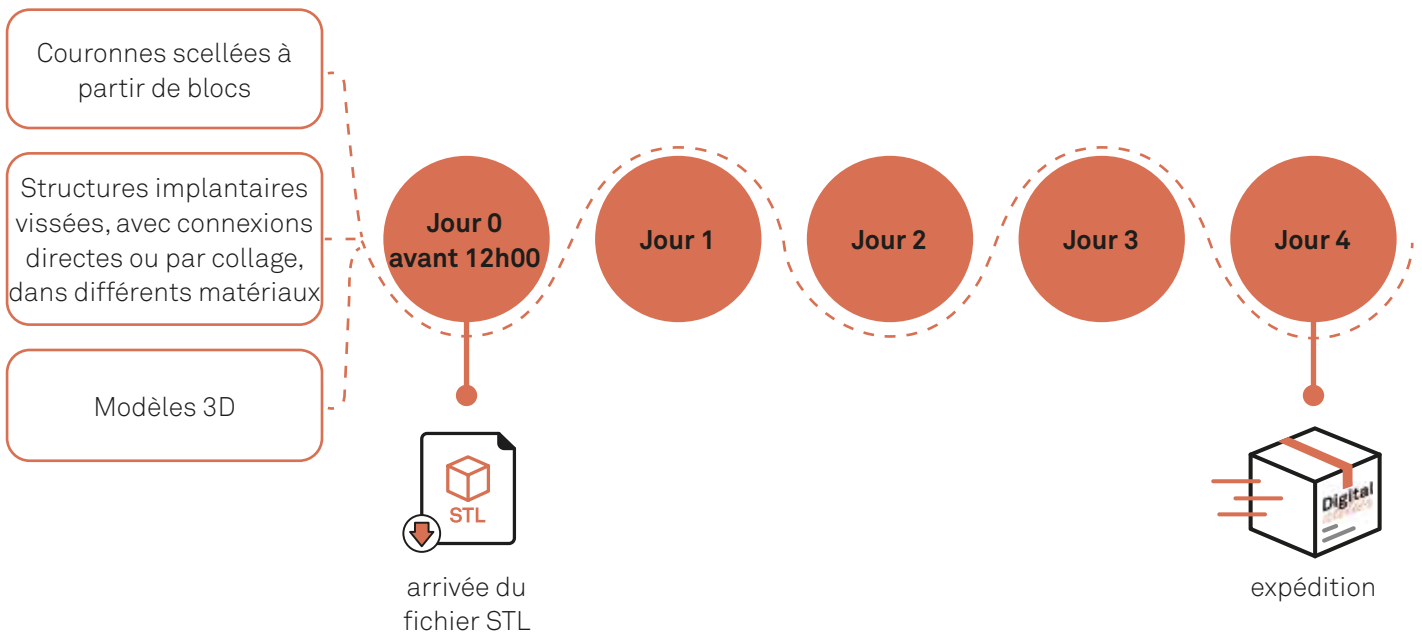 Couronnes scellées à
partir de blocs
Structures implantaires
vissées, avec connexions
directes ou par collage,
dans différents matériaux
Modèles 3D
Jour 0
avant 12h00
Jour 1
Jour 2
Jour 3
Jour 4
STL
arrivée du
fichier STL
Digital
expédition